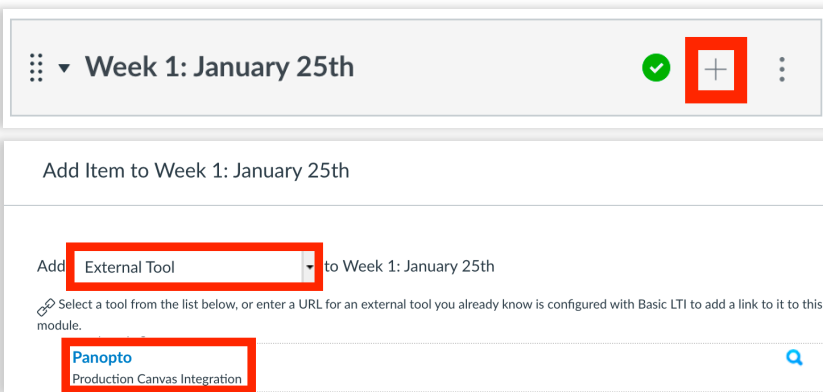 Week 1: January 25th
Add Item to Week 1: January 25th
Add External Tool to Week 1: January 25th
Select a tool from the list below, or enter a URL for an external tool you already know is configured with Basic LTI to add a link to it to this
module.
Panopto
Production Canvas Integration